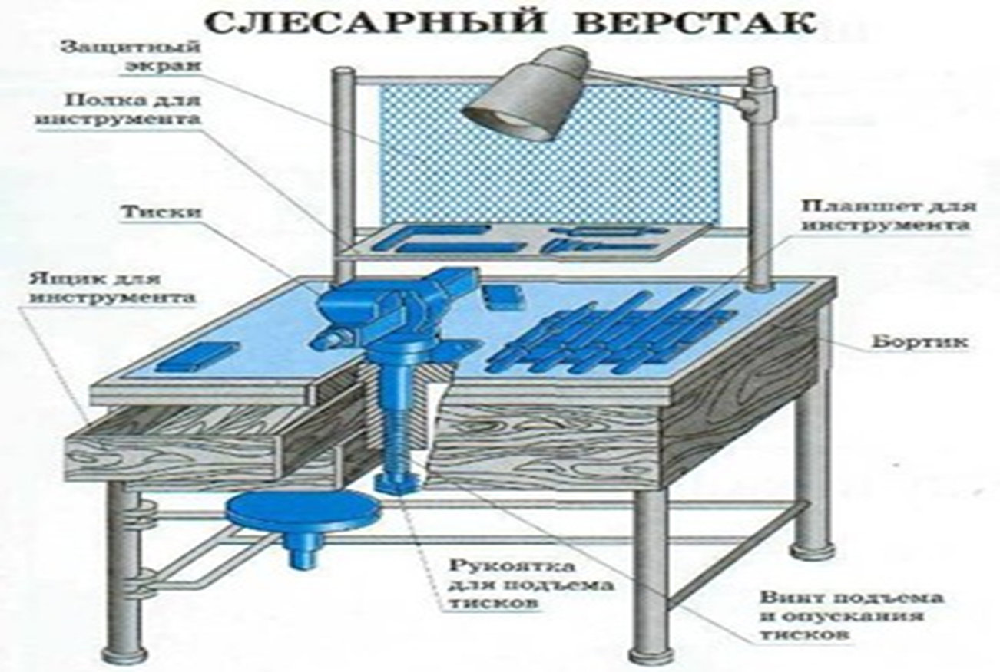 СЛЕСАРНЫЙ ВЕРСТАК
Защитный
экран
Полка для
инструмента
Тиски
Ящик для
инструмента
Планшет для
инструмента
Бортик
Рукоятка
для подъема
тисков
Винт подъема
и опускания
тисков